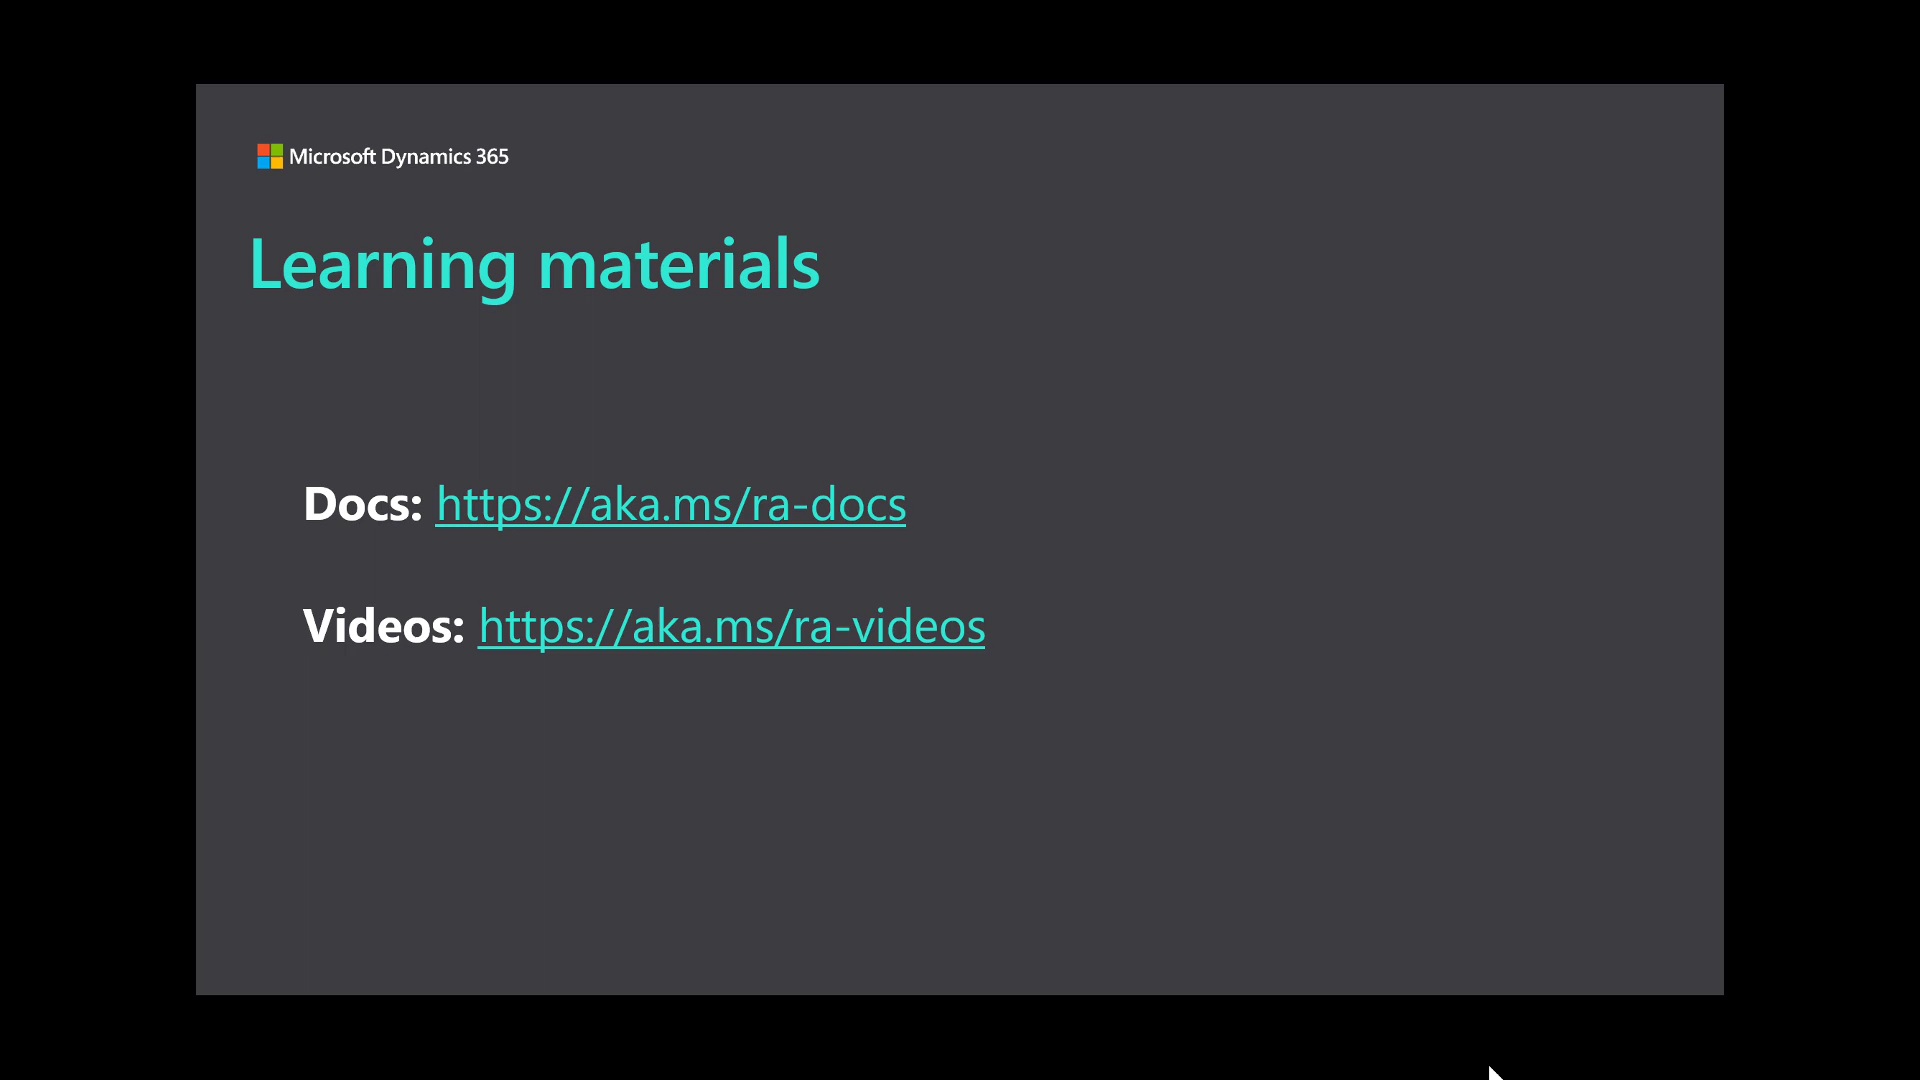 Microsoft Dynamics 365
Learning materials
Docs: https://aka.ms/ra-docs
Videos: https://aka.ms/ra-videos